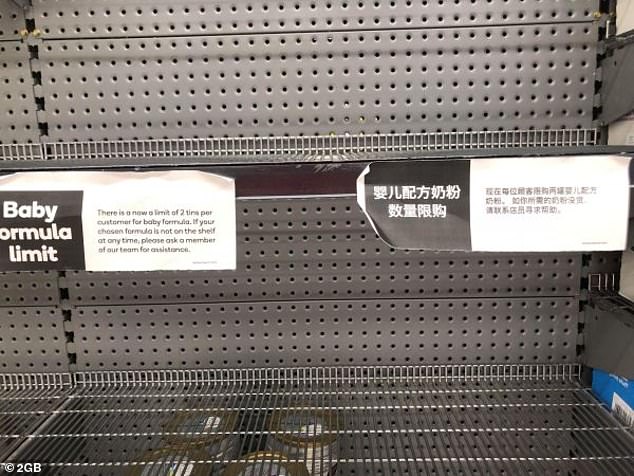 Baby
ormula
limit
There is a now a limit of 2 tins per
customer for baby formula. If your
chosen formula is not on the shelf
at any time, please ask a member
of our team for assistance.
婴儿配方奶粉
数量限购
现在每位顾客限购两罐婴儿配方
奶粉。如你所需的奶粉没货,
请联系店员寻求帮助。
© 2GB